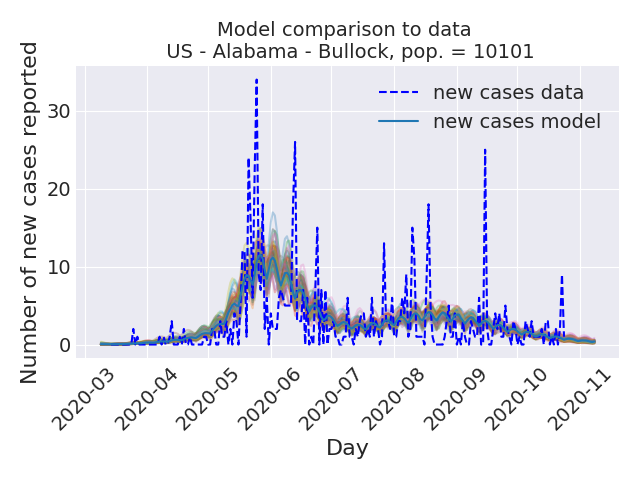 Model comparison to data
US - Alabama - Bullock, pop. = 10101
Number of new cases reported
30
20
10
0
new cases data
new cases model
2020-03
2020-04
2020-05
2020-06
2020-07
2020-08
2020-09
2020-10
2020-11
Day